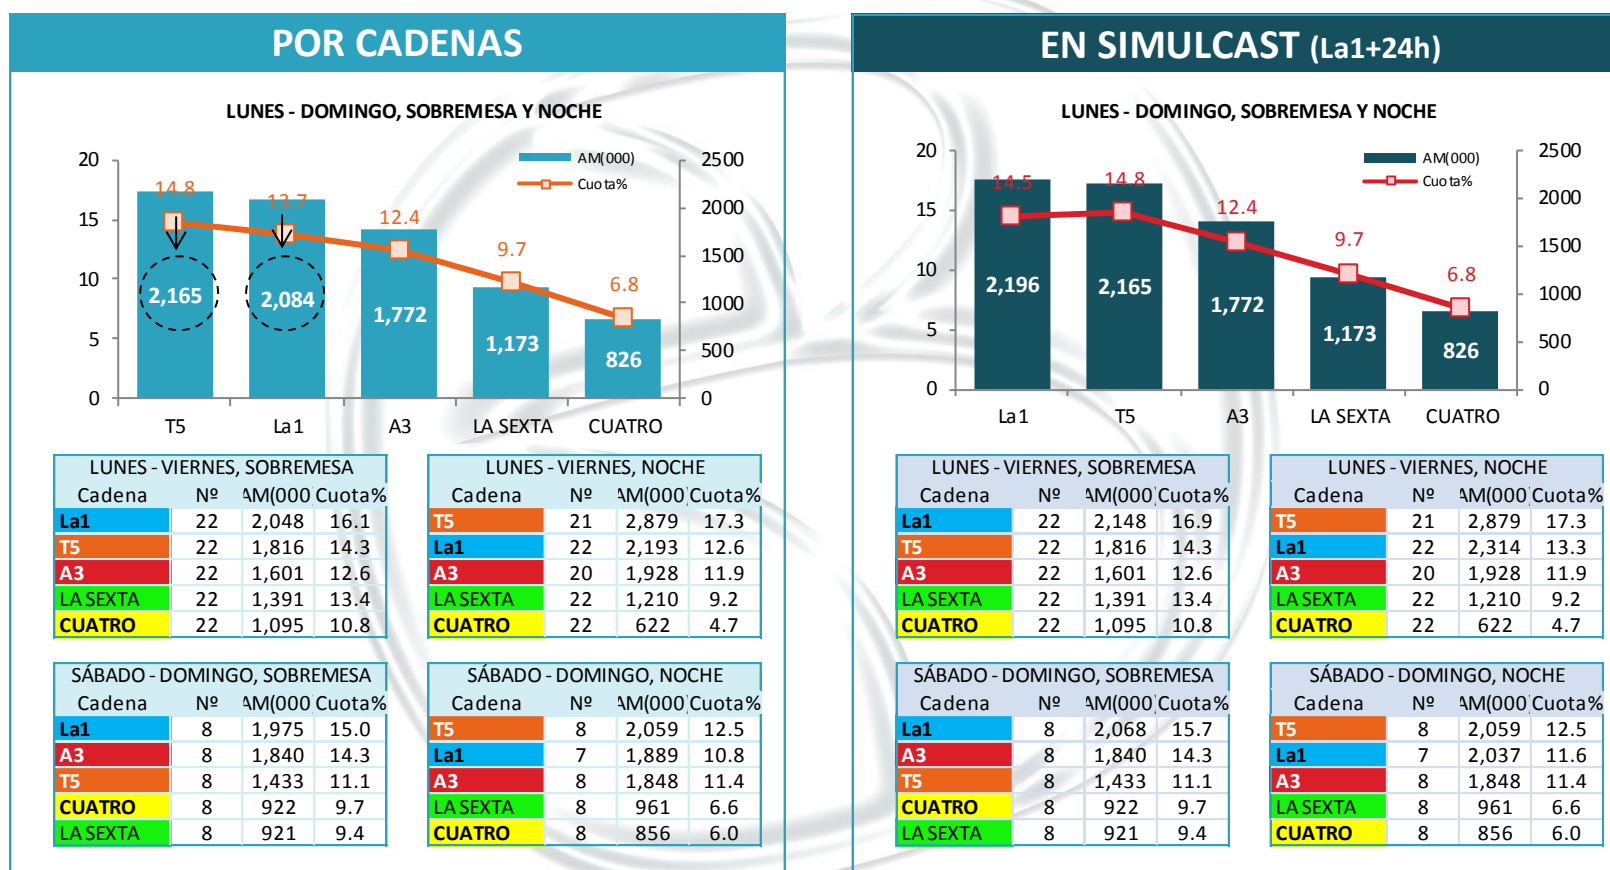 POR CADENAS
LUNES - DOMINGO, SOBREMESA Y NOCHE
AM(000)
Cuota%
20
15
10
5
0
2500
2000
1500
1000
500
0
14.8
13.7
12.4
9.7
6.8
2,165
2,084
1,772
1,173
826
T5
La1
A3
LA SEXTA
CUATRO
LUNES - VIERNES, SOBREMESA
Cadena Nº AM(000) Cuota%
La1 22 2,048 16.1
T5 22 1,816 14.3
A3 22 1,601 12.6
LA SEXTA 22 1,391 13.4
CUATRO 22 1,095 10.8
LUNES - VIERNES, NOCHE
Cadena Nº AM(000) Cuota%
T5 21 2,879 17.3
La1 22 2,193 12.6
A3 20 1,928 11.9
LA SEXTA 22 1,210 9.2
CUATRO 22 622 4.7
SÁBADO - DOMINGO, SOBREMESA
Cadena Nº AM(000) Cuota%
La1 8 1,975 15.0
A3 8 1,840 14.3
T5 8 1,433 11.1
CUATRO 8 922 9.7
LA SEXTA 8 921 9.4
SÁBADO - DOMINGO, NOCHE
Cadena Nº AM(000) Cuota%
T5 8 2,059 12.5
La1 7 1,889 10.8
A3 8 1,848 11.4
LA SEXTA 8 961 6.6
CUATRO 8 856 6.0
EN SIMULCAST (La1+24h)
LUNES - DOMINGO, SOBREMESA Y NOCHE
AM(000)
Cuota%
20
15
10
5
0
2500
2000
1500
1000
500
0
14.5
14.8
12.4
9.7
6.8
2,196
2,165
1,772
1,173
826
La1
T5
A3
LA SEXTA
CUATRO
LUNES - VIERNES, SOBREMESA
Cadena Nº AM(000) Cuota%
La1 22 2,148 16.9
T5 22 1,816 14.3
A3 22 1,601 12.6
LA SEXTA 22 1,391 13.4
CUATRO 22 1,095 10.8
LUNES - VIERNES, NOCHE
Cadena Nº AM(000) Cuota%
T5 21 2,879 17.3
La1 22 2,314 13.3
A3 20 1,928 11.9
LA SEXTA 22 1,210 9.2
CUATRO 22 622 4.7
SÁBADO - DOMINGO, SOBREMESA
Cadena Nº AM(000) Cuota%
La1 8 2,068 15.7
A3 8 1,840 14.3
T5 8 1,433 11.1
CUATRO 8 922 9.7
LA SEXTA 8 921 9.4
SÁBADO - DOMINGO, NOCHE
Cadena Nº AM(000) Cuota%
T5 8 2,059 12.5
La1 7 2,037 11.6
A3 8 1,848 11.4
LA SEXTA 8 961 6.6
CUATRO 8 856 6.0